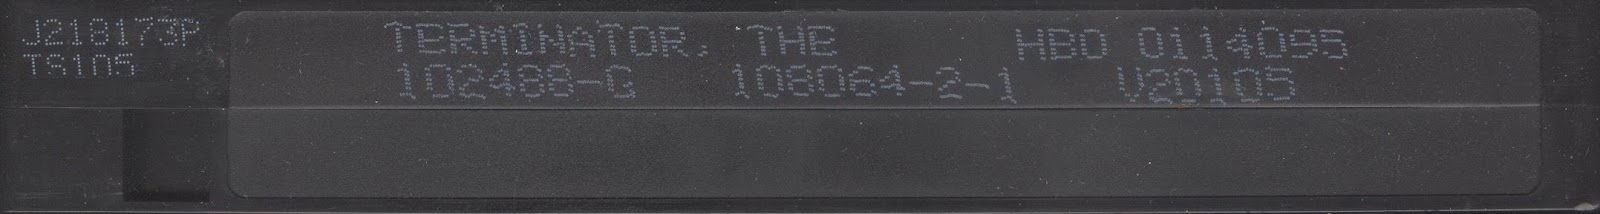 J218173P
TS105
TERMINATOR, THE HBO 0114095
102488-G 108064-2-1 V20105